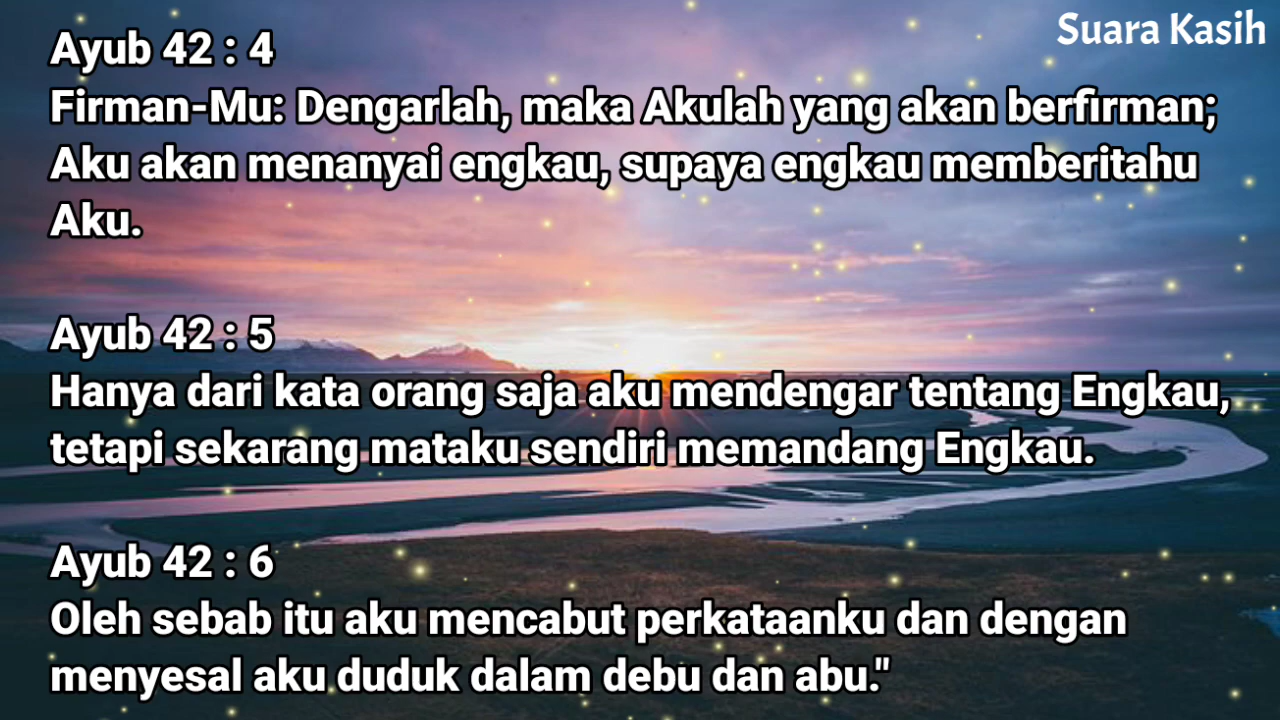 Suara Kasih
Ayub 42 : 4
Firman-Mu: Dengarlah, maka Akulah yang akan berfirman;
Aku akan menanyai engkau, supaya engkau memberitahu
Aku.
Ayub 42 : 5
Hanya dari kata orang saja aku mendengar tentang Engkau,
tetapi sekarang mataku sendiri memandang Engkau.
Ayub 42 : 6
Oleh sebab itu aku mencabut perkataanku dan dengan
menyesal aku duduk dalam debu dan abu."